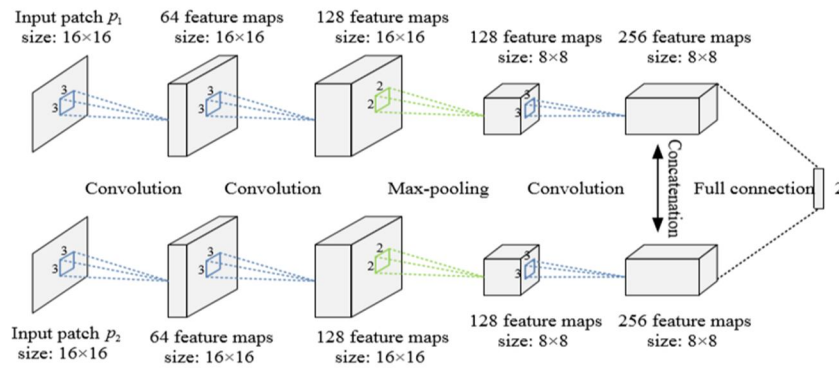 Input patch p₁
size: 16×16
64 feature maps
size: 16×16
128 feature maps
size: 16×16
128 feature maps
size: 8×8
256 feature maps
size: 8×8
3
3
3
3
2
2
3
3
Convolution
Convolution
Max-pooling
Convolution
Concatenation
Full connection
3
3
3
3
2
2
3
3
Input patch p₂
size: 16×16
64 feature maps
size: 16×16
128 feature maps
size: 16×16
128 feature maps
size: 8×8
256 feature maps
size: 8×8